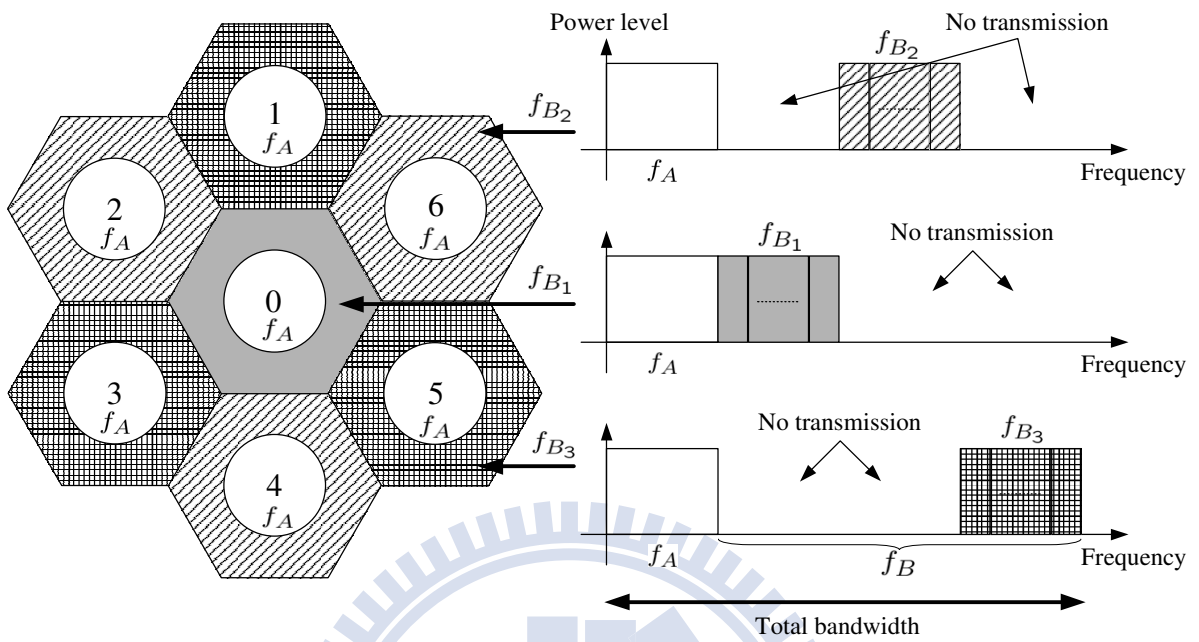 1
f_A
2
f_A
6
f_A
0
f_A
3
f_A
5
f_A
4
f_A
f_{B_2}
f_{B_1}
f_{B_3}
Power level
No transmission
f_{B_2}
f_A
Frequency
f_{B_1}
No transmission
f_A
Frequency
No transmission
f_{B_3}
f_A
f_B
Frequency
Total bandwidth